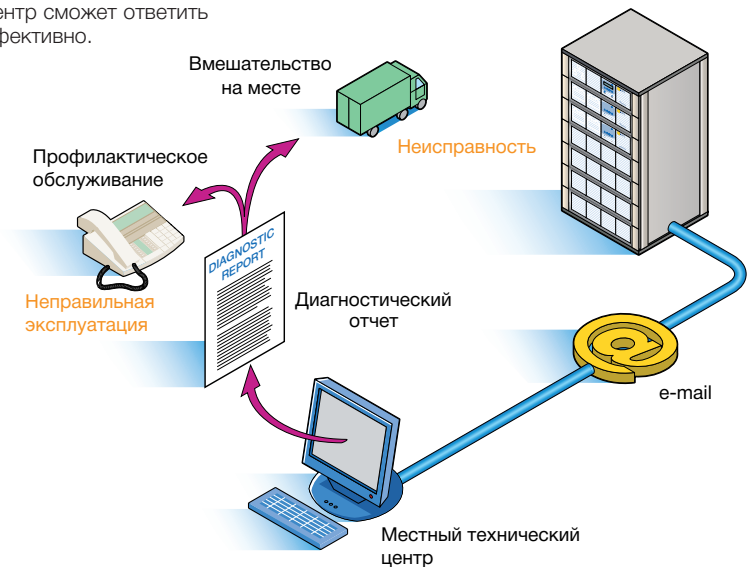 ентр сможет ответить
фективно.
Вмешательство
на месте
Неисправность
Профилактическое
обслуживание
DIAGNOSTIC
REPORT
Неправильная
эксплуатация
Диагностический
отчет
e-mail
Местный технический
центр